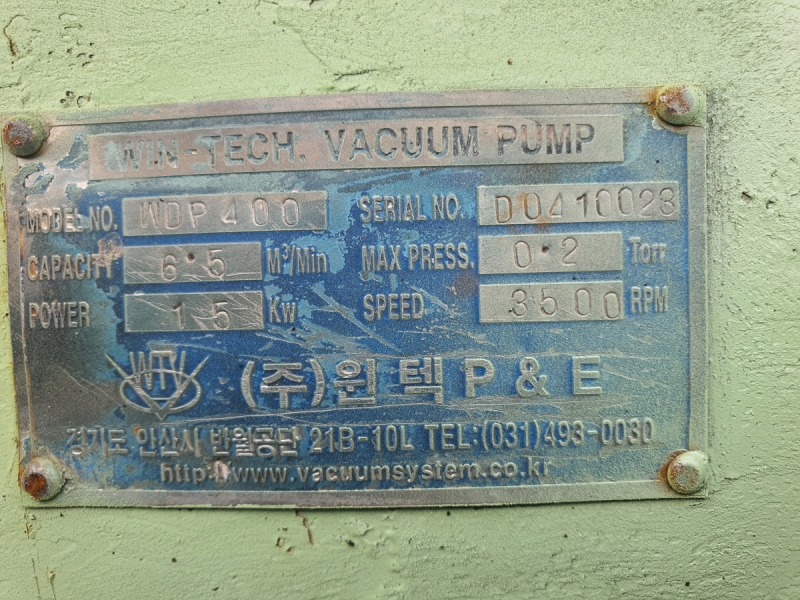 WIN-TECH. VACUUM PUMP
MODEL NO. WDP400 SERIAL NO. D0410023
CAPACITY 6.5 M³/Min MAX PRESS. 0.2 Torr
POWER 15 Kw SPEED 3500 RPM
WTV (주)윈텍P&E
경기도 안산시 반월공단 21B-10L TEL:(031)493-0030
http://www.vacuumsystem.co.kr